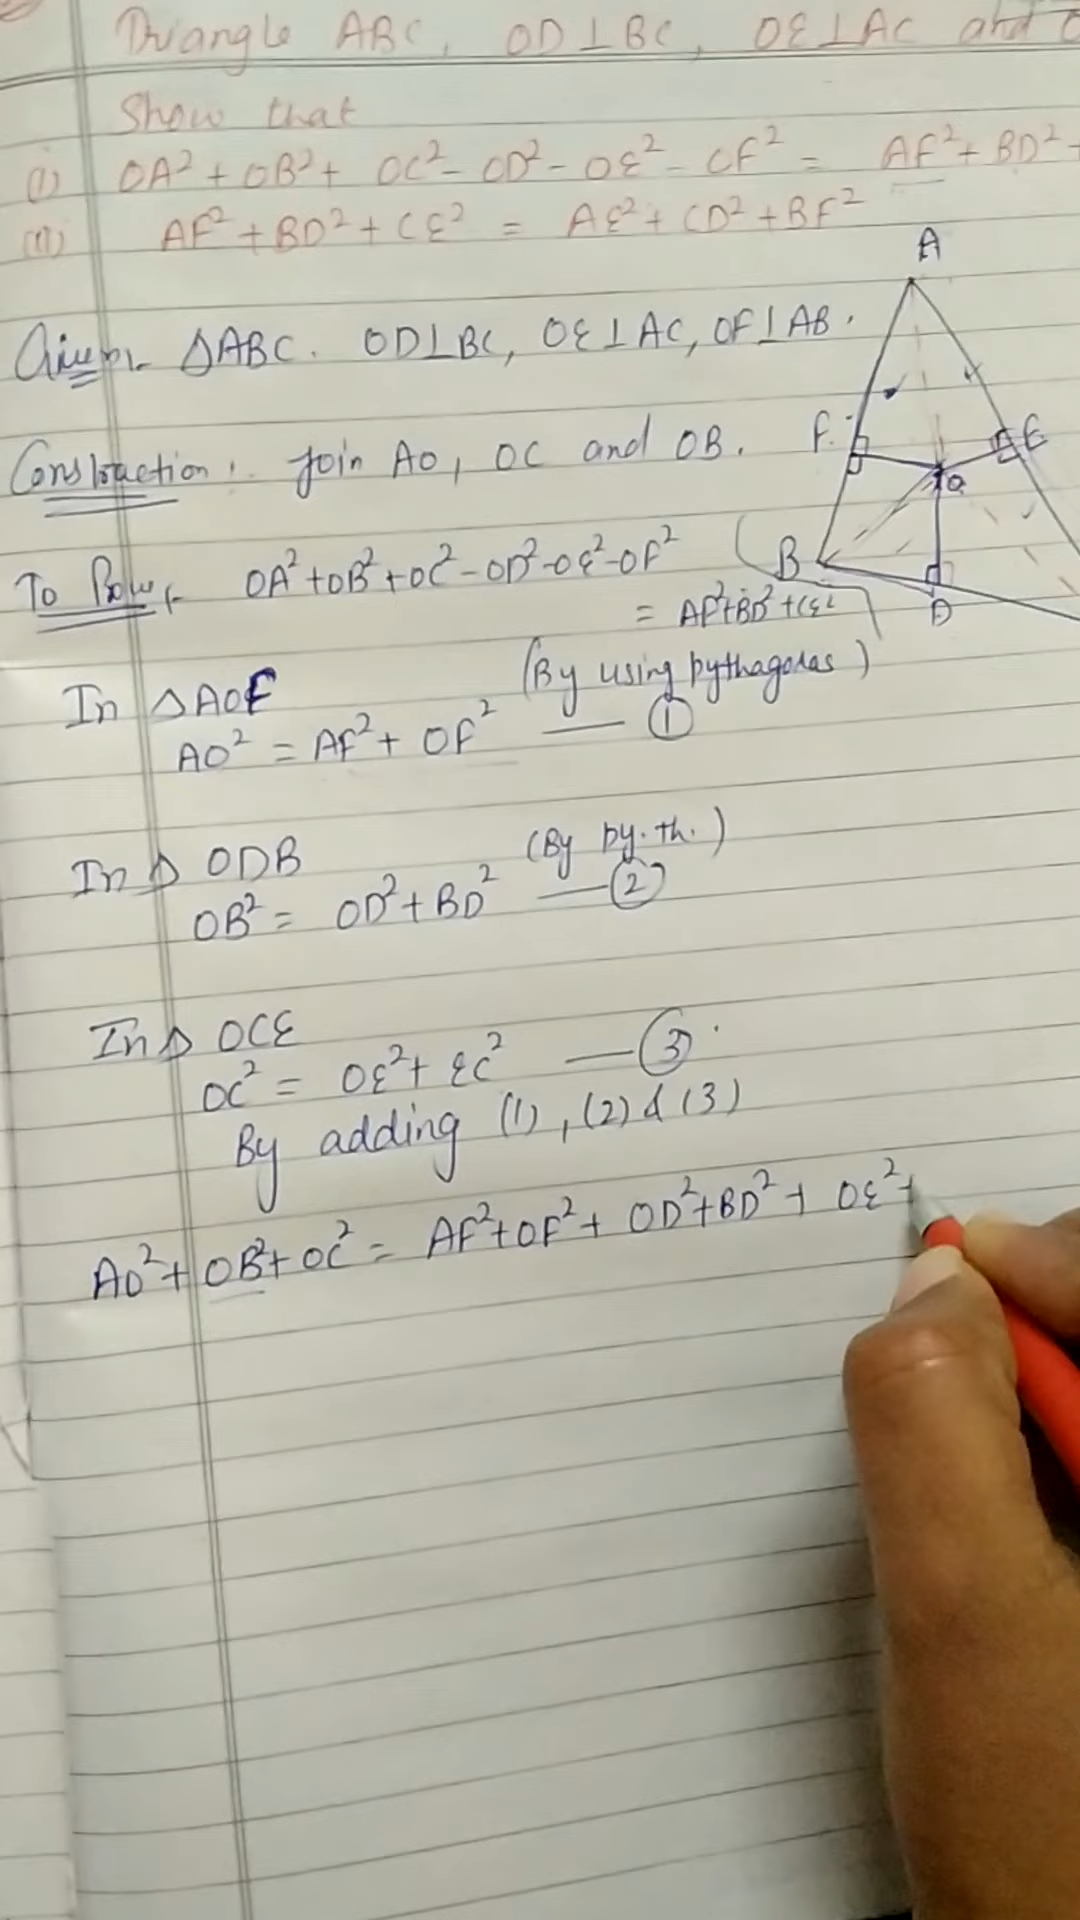 Triangle ABC, OD⊥BC, OE⊥AC and
Show that
(i) OA² + OB² + OC² - OD² - OE² - CF² = AF² + BD²
(ii) AF² + BD² + CE² = AE² + CD² + BF²
A
Given:- △ABC. OD⊥BC, OE⊥AC, OF⊥AB.
F
E
Construction:. Join AO, OC and OB.
O
B
To Prove:- OA²+OB²+OC²-OD²-OE²-OF²
= AF²+BD²+CE²
D
In △AOF (By using pythagoras)
AO² = AF² + OF² — ①
In △ ODB (By py.th.)
OB² = OD² + BD² — ②
In △ OCE
OC² = OE² + EC² — ③
By adding (1), (2) & (3)
AO² + OB² + OC² = AF² + OF² + OD² + BD² + OE² +